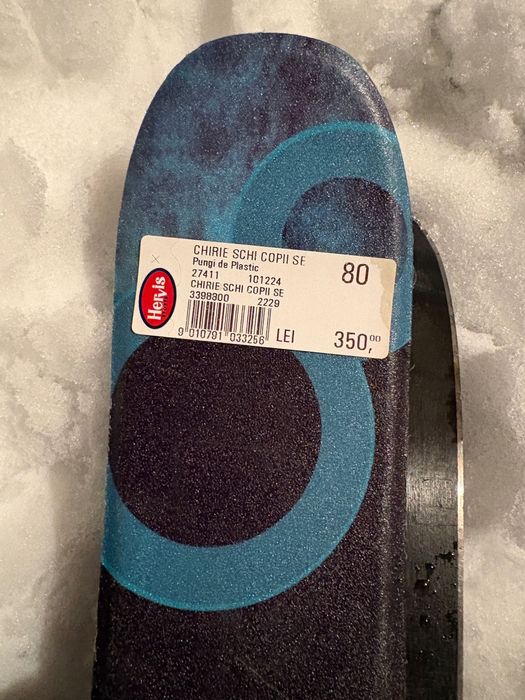 CHIRIE SCHI COPII SE
80
Pungi de Plastic
27411 101224
CHIRIE SCHI COPII SE
3398300 2229
Hervis
9 010791 033256
LEI 350,00